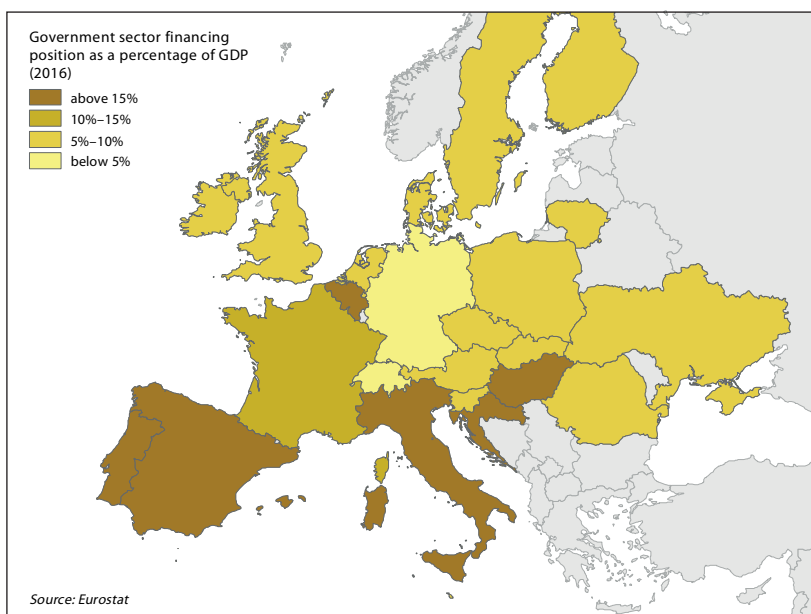 Government sector financing
position as a percentage of GDP
(2016)
above 15%
10%–15%
5%–10%
below 5%
Source: Eurostat